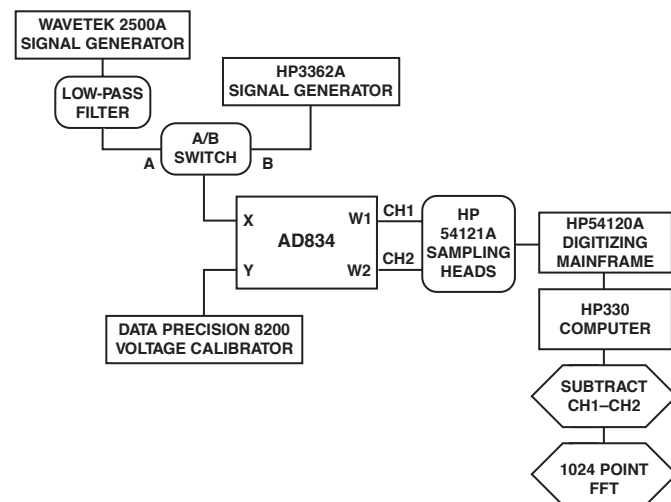 WAVETEK 2500A
SIGNAL GENERATOR
LOW-PASS
FILTER
HP3362A
SIGNAL GENERATOR
A/B
SWITCH
A
B
X
Y
AD834
W1
W2
CH1
CH2
HP
54121A
SAMPLING
HEADS
HP54120A
DIGITIZING
MAINFRAME
DATA PRECISION 8200
VOLTAGE CALIBRATOR
HP330
COMPUTER
SUBTRACT
CH1–CH2
1024 POINT
FFT